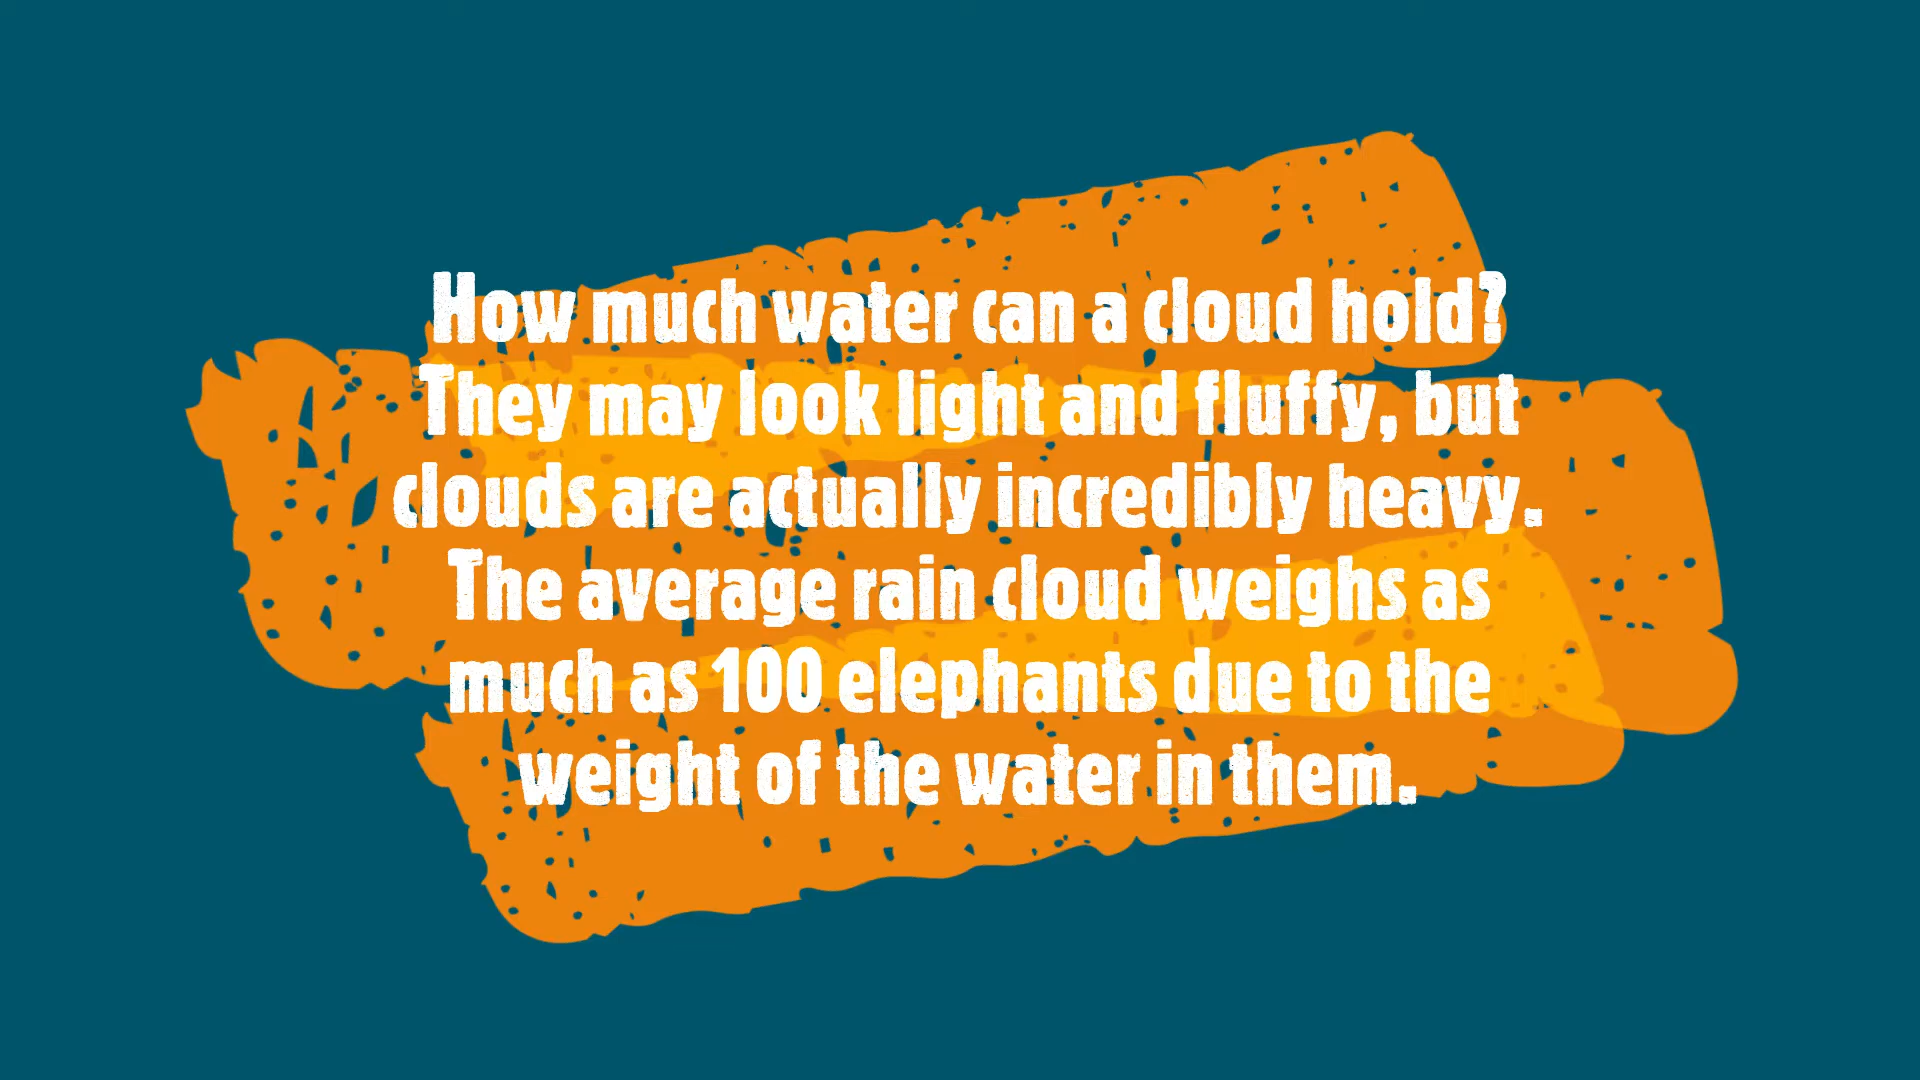 How much water can a cloud hold?
They may look light and fluffy, but
clouds are actually incredibly heavy.
The average rain cloud weighs as
much as 100 elephants due to the
weight of the water in them.